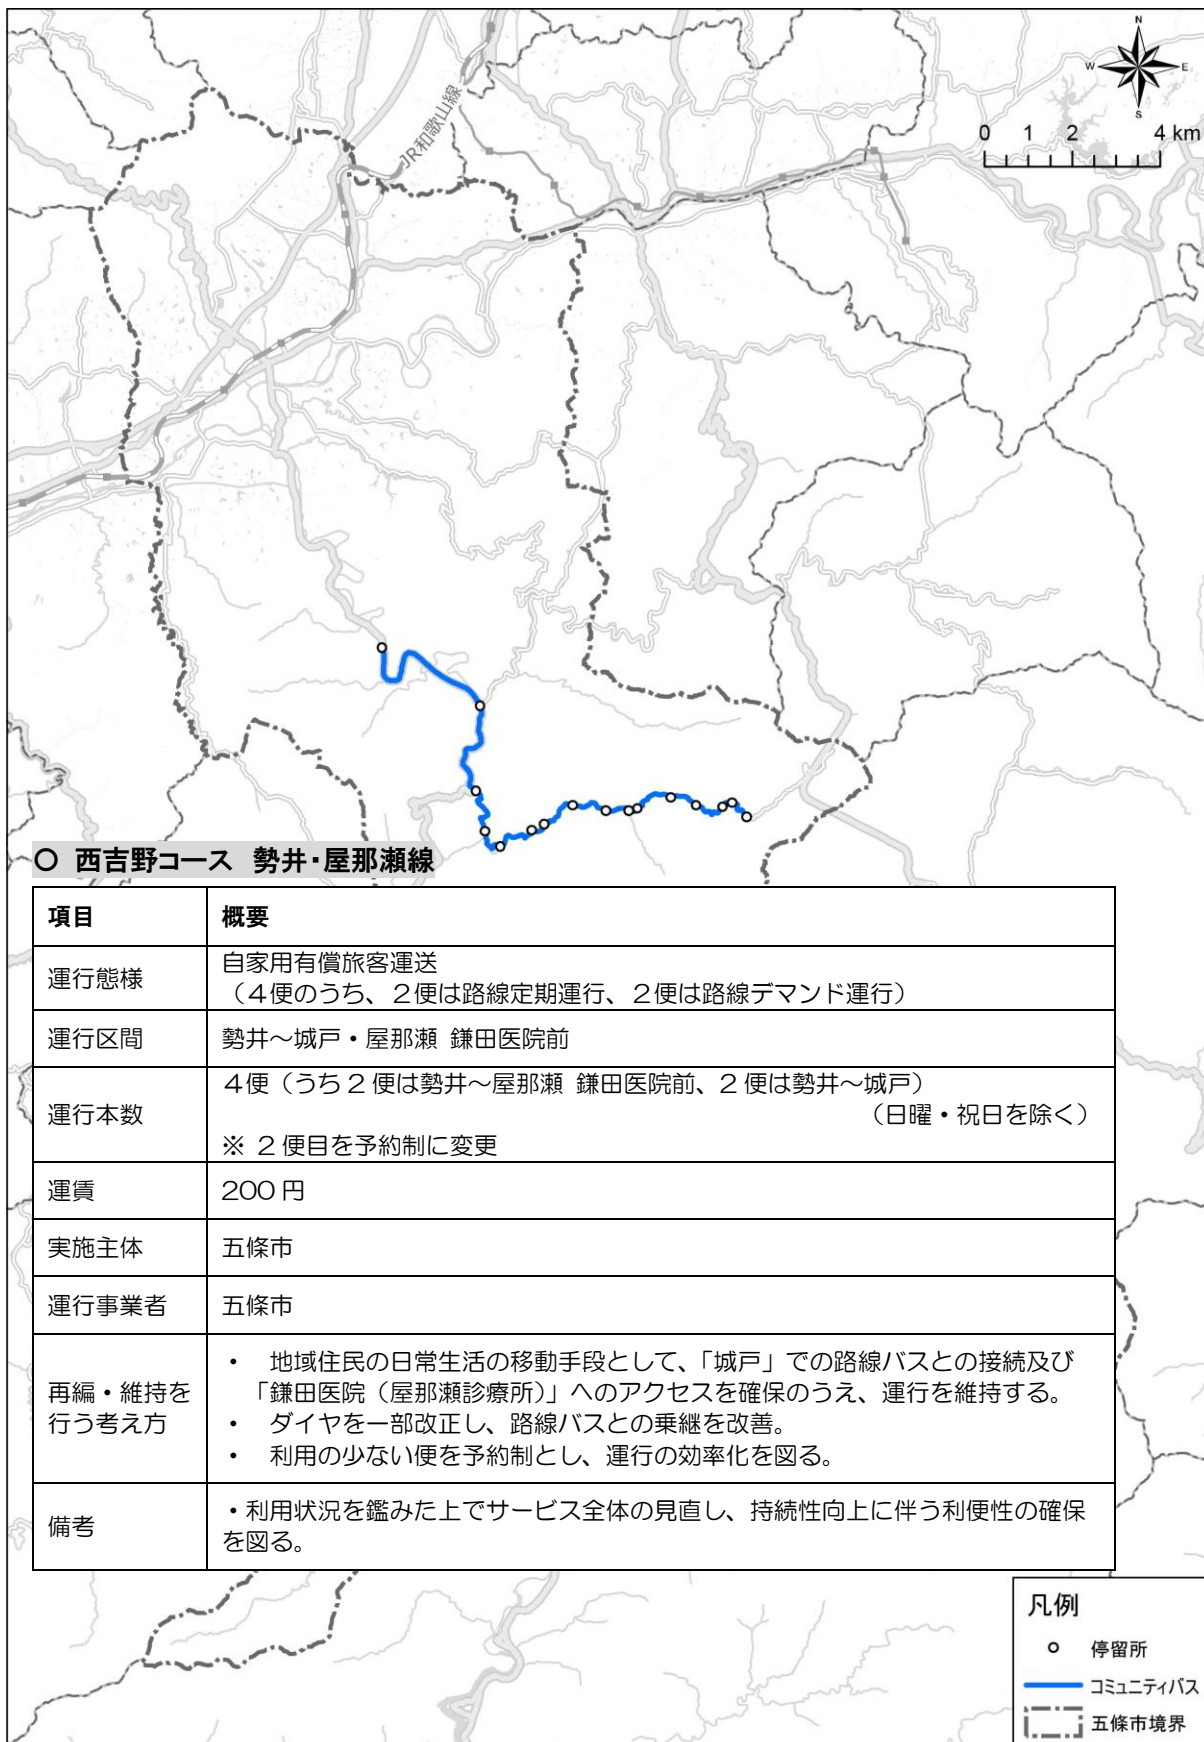 N
W
E
S
0 1 2 4 km
JR和歌山線
○ 西吉野コース 勢井・屋那瀬線
項目 概要
運行態様 自家用有償旅客運送
（４便のうち、２便は路線定期運行、２便は路線デマンド運行）
運行区間 勢井～城戸・屋那瀬 鎌田医院前
運行本数 ４便（うち２便は勢井～屋那瀬 鎌田医院前、２便は勢井～城戸）
（日曜・祝日を除く）
※ ２便目を予約制に変更
運賃 200円
実施主体 五條市
運行事業者 五條市
再編・維持を
行う考え方
・ 地域住民の日常生活の移動手段として、「城戸」での路線バスとの接続及び
「鎌田医院（屋那瀬診療所）」へのアクセスを確保のうえ、運行を維持する。
・ ダイヤを一部改正し、路線バスとの乗継を改善。
・ 利用の少ない便を予約制とし、運行の効率化を図る。
備考 ・利用状況を鑑みた上でサービス全体の見直し、持続性向上に伴う利便性の確保
を図る。
凡例
停留所
コミュニティバス
五條市境界